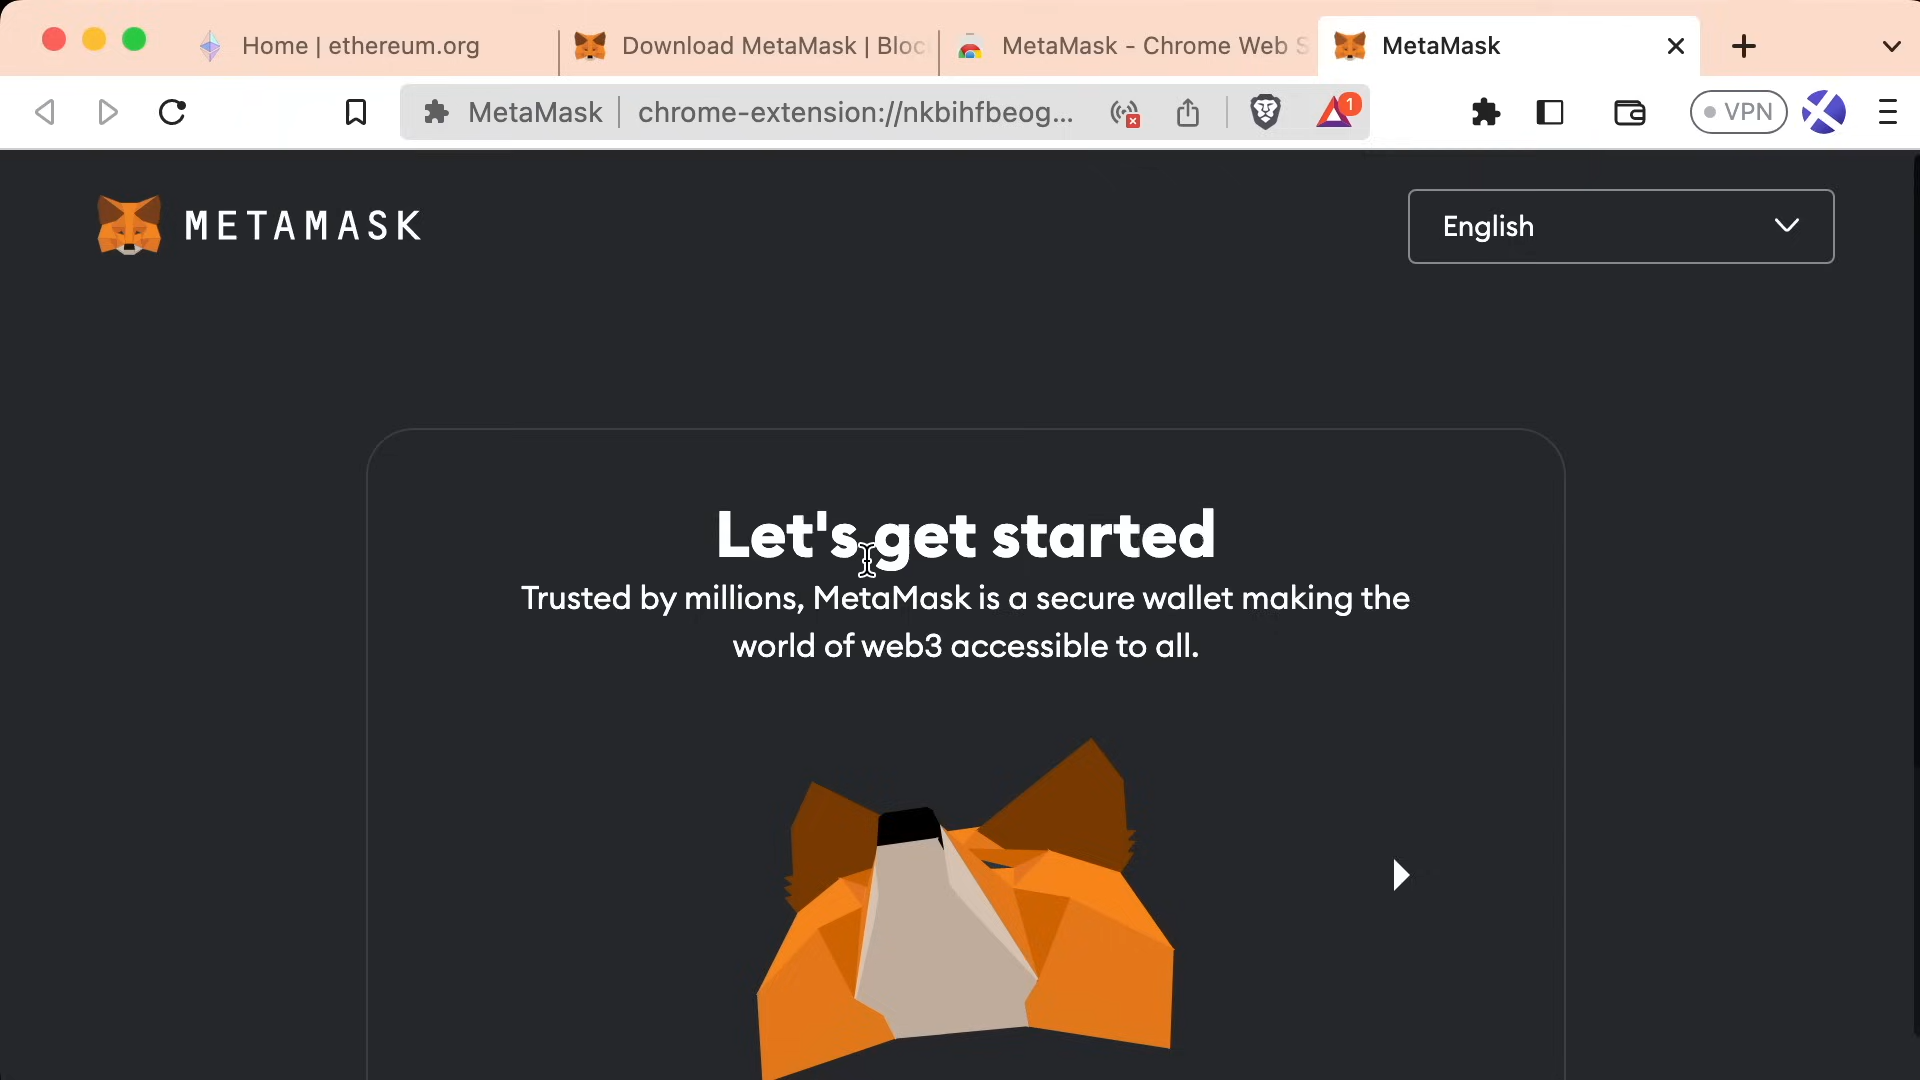 Home | ethereum.org
Download MetaMask | Bloc
MetaMask - Chrome Web S
MetaMask
MetaMask
chrome-extension://nkbihfbeog...
1
VPN
METAMASK
English
Let's get started
Trusted by millions, MetaMask is a secure wallet making the
world of web3 accessible to all.